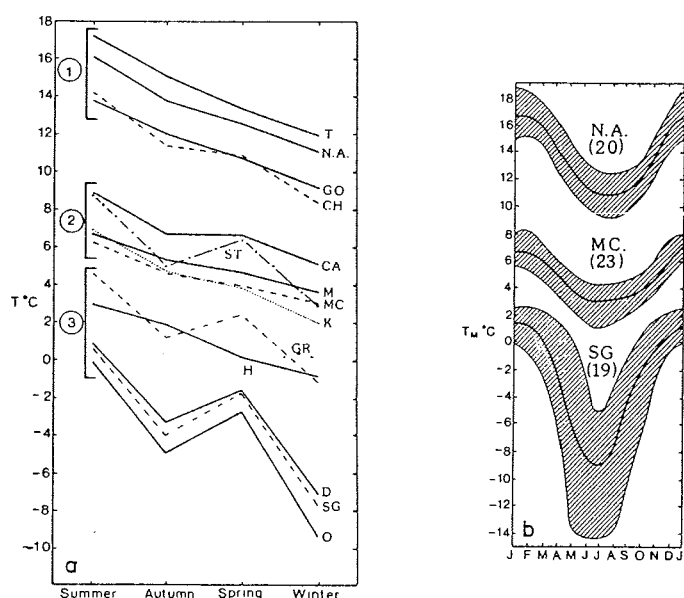 18
16
14
12
10
8
6
4
2
T °C
0
-2
-4
-6
-8
-10
1
2
3
T
N.A.
GO
CH
CA
ST
M
MC
K
GR.
H
D
SG
O
a
Summer Autumn Spring Winter
18
16
14
12
10
8
6
4
2
TM °C
0
-2
-4
-6
-8
-10
-12
-14
N.A.
(20)
MC.
(23)
SG
(19)
b
J F M A M J J A S O N D J